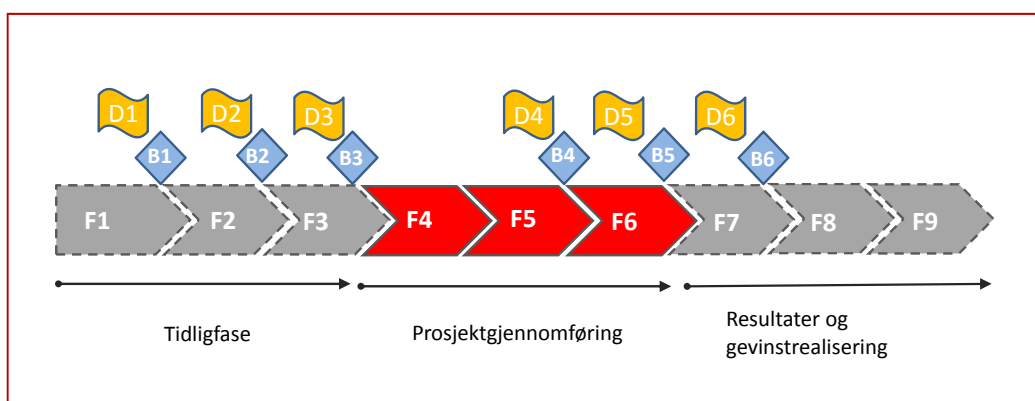 D1 D2 D3 D4 D5 D6
B1 B2 B3 B4 B5 B6
F1 F2 F3 F4 F5 F6 F7 F8 F9
Tidligfase
Prosjektgjennomføring
Resultater og
gevinstrealisering